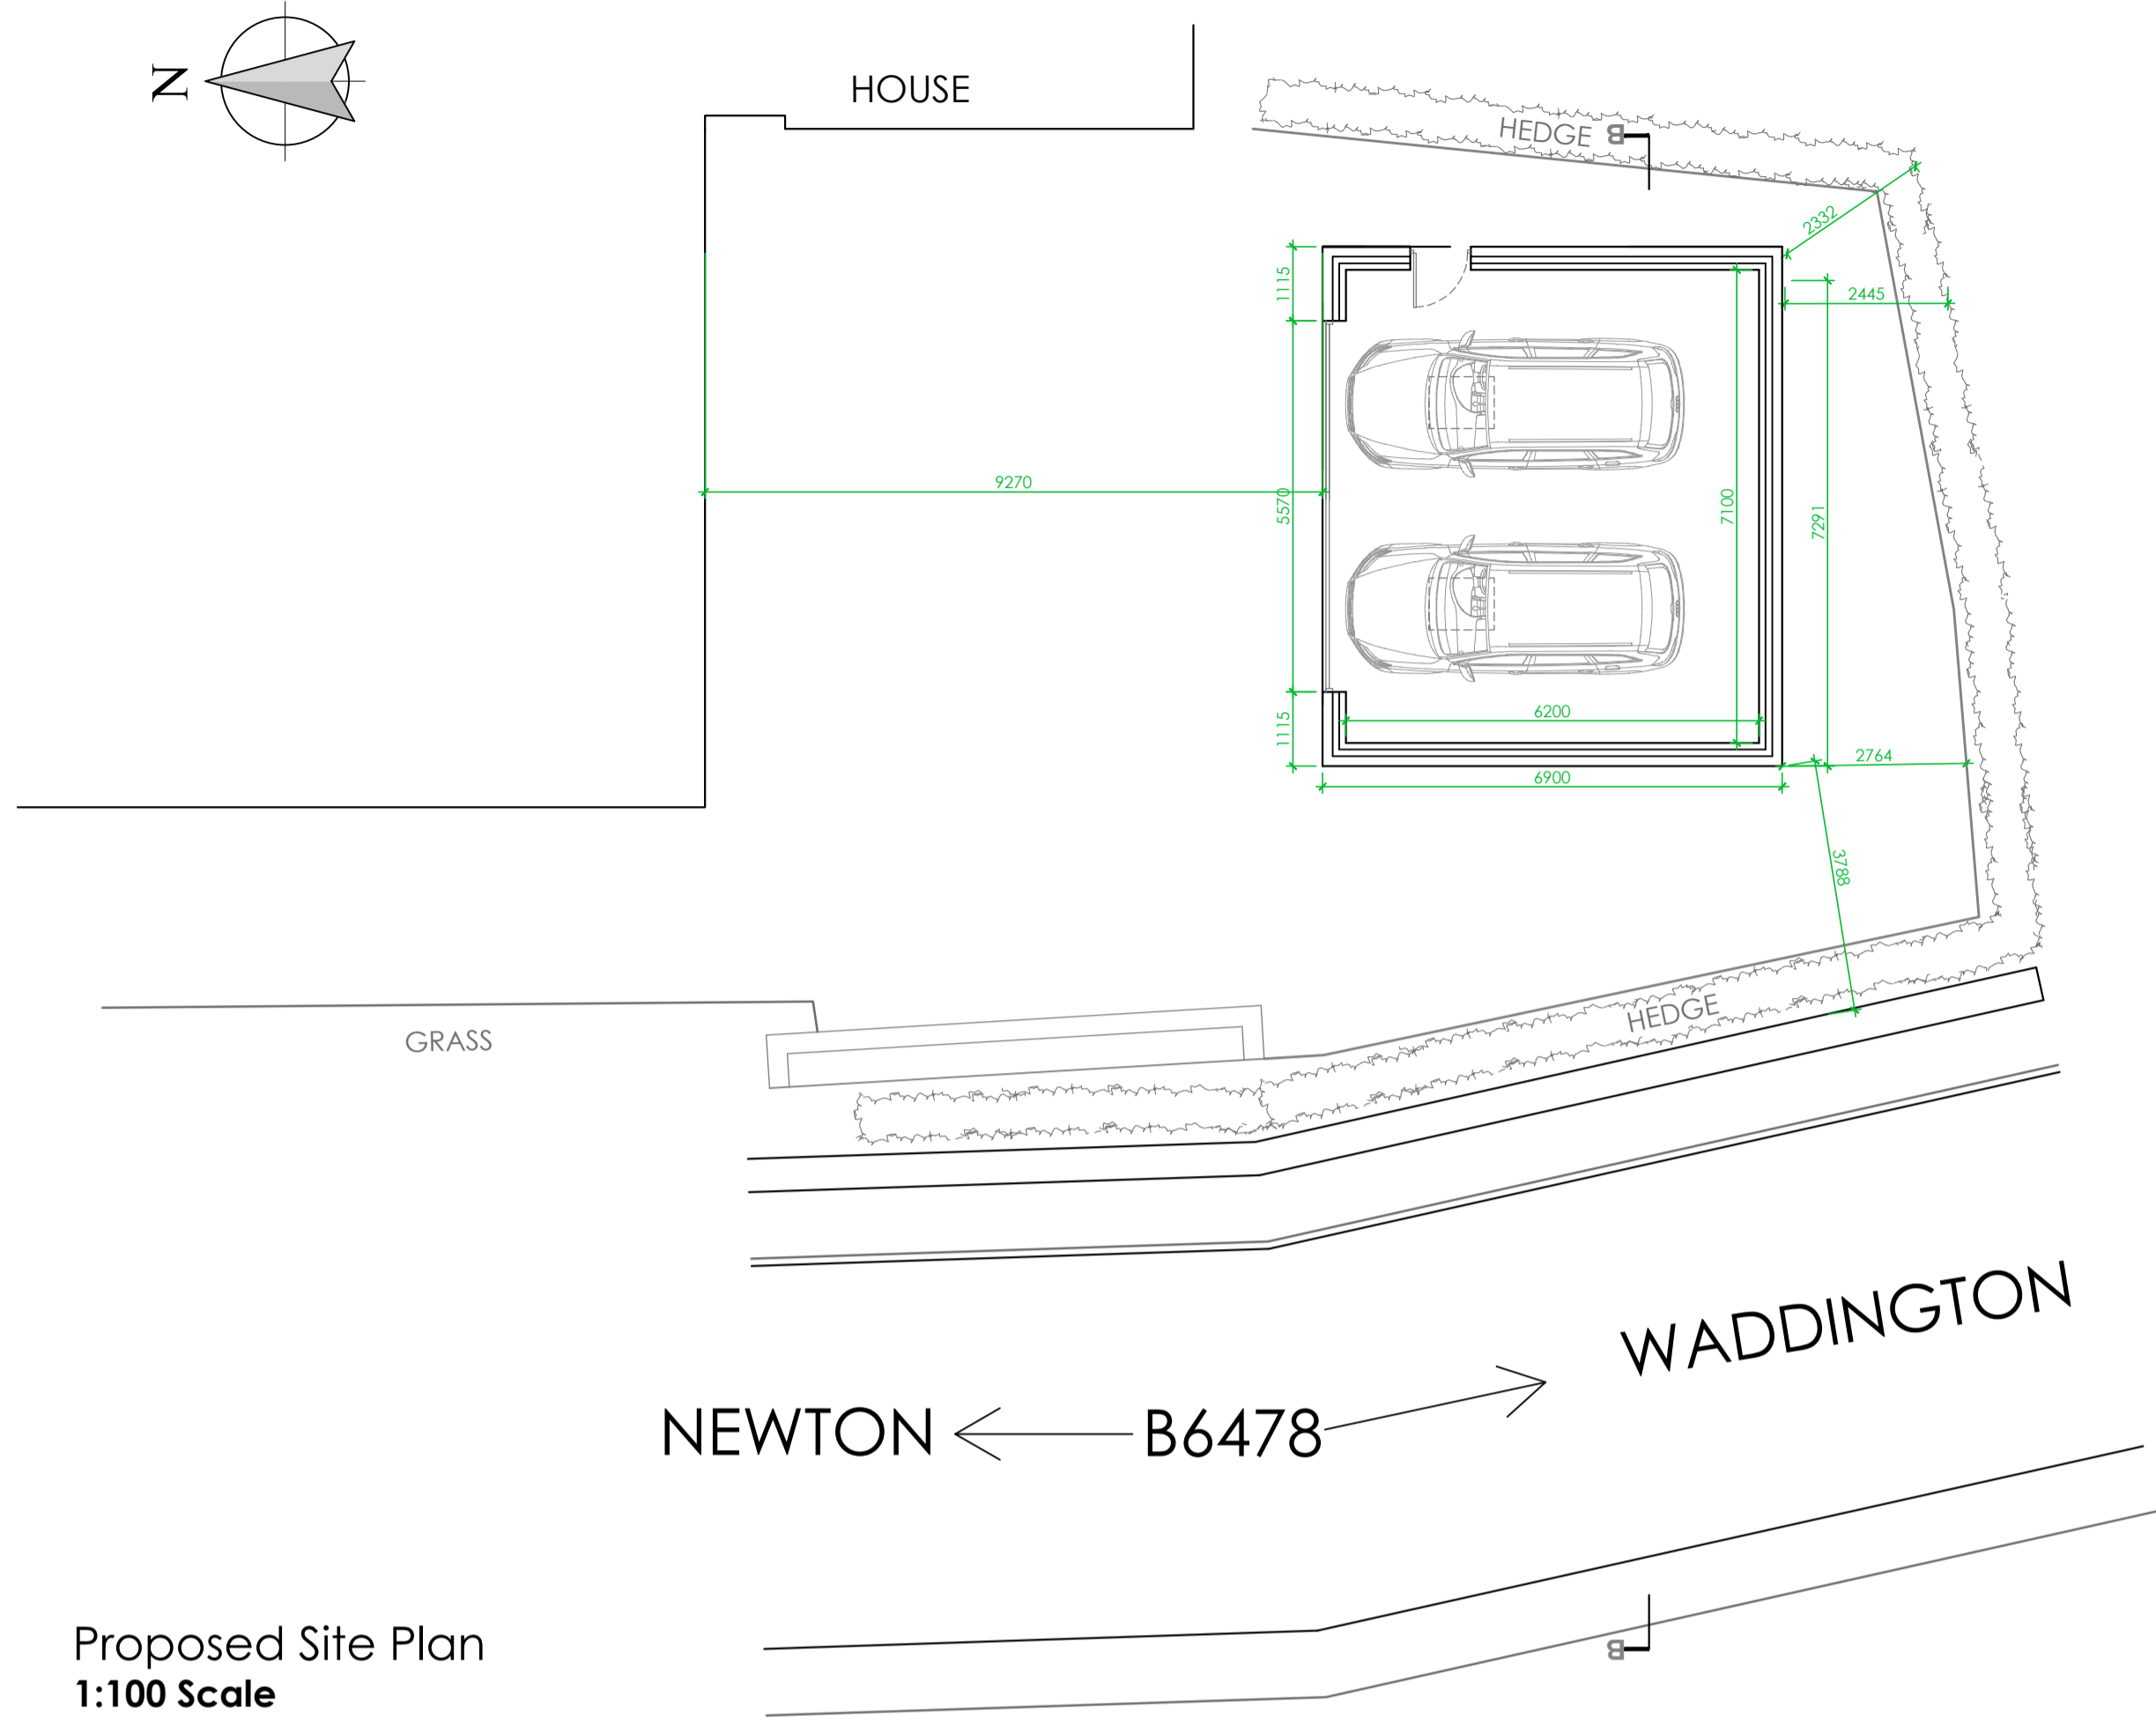 N
HOUSE
HEDGE
B
2332
1115
2445
9270
5570
7100
7291
6200
1115
2764
6900
3788
HEDGE
GRASS
WADDINGTON
NEWTON
B6478
B
Proposed Site Plan
1:100 Scale